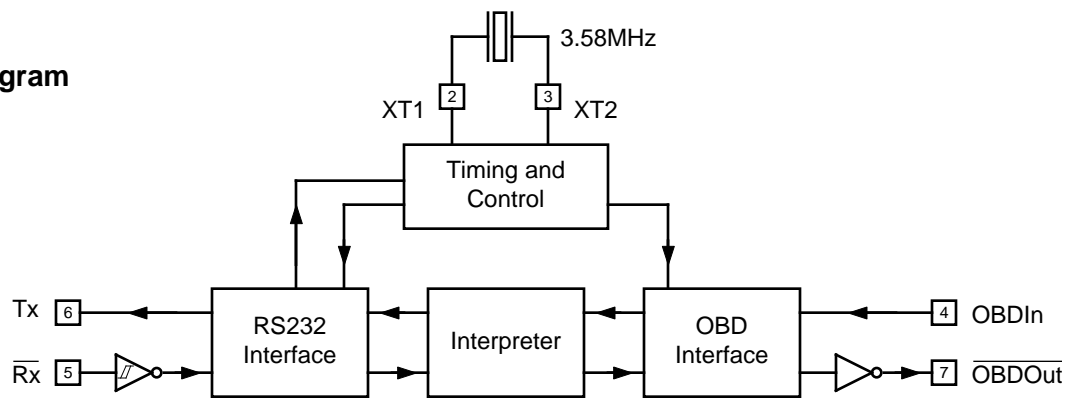 gram
3.58MHz
2
3
XT1
XT2
Timing and
Control
Tx
6
RS232
Interface
Interpreter
OBD
Interface
4
OBDIn
Rx
5
7
OBDOut